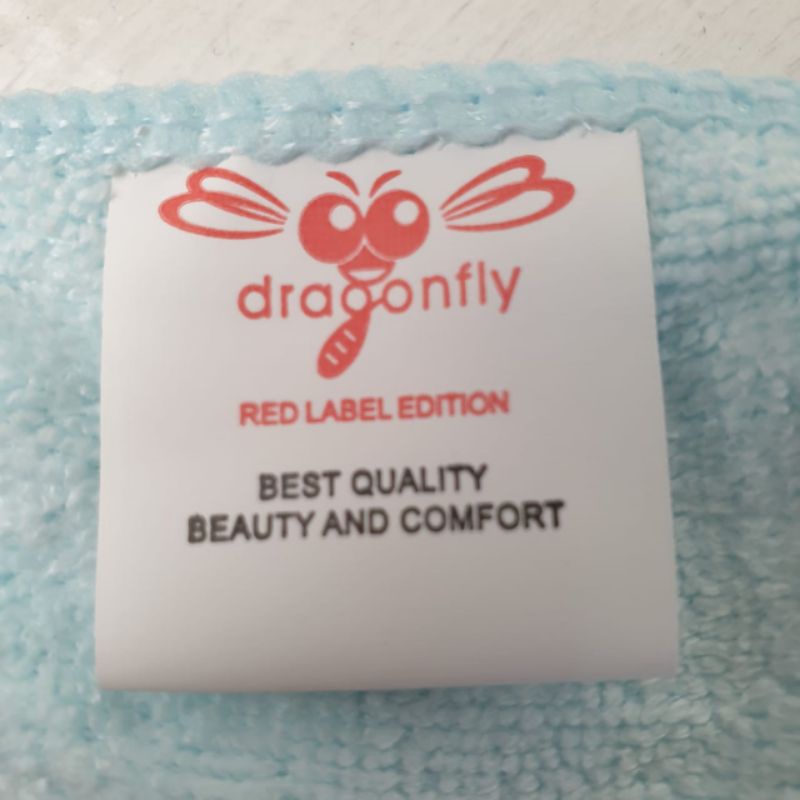 dragonfly
RED LABEL EDITION
BEST QUALITY
BEAUTY AND COMFORT